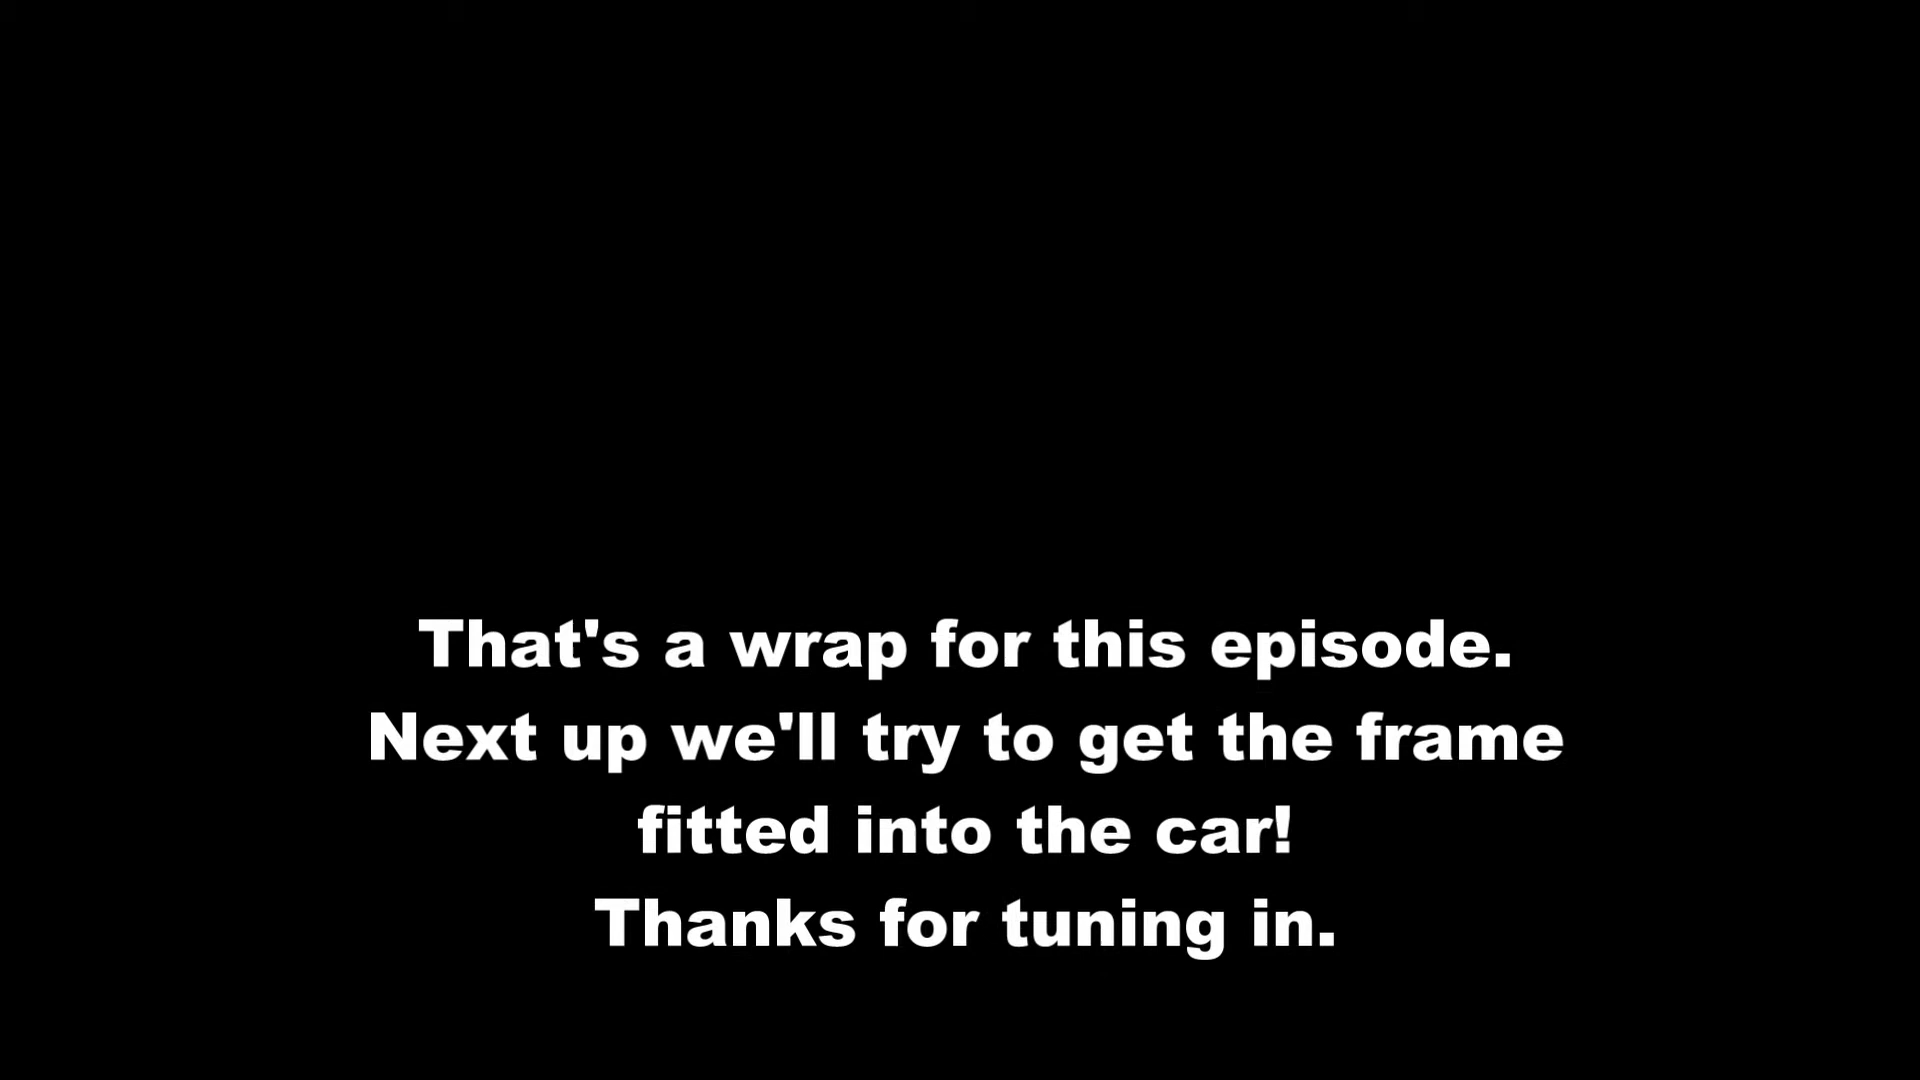 That's a wrap for this episode.
Next up we'll try to get the frame
fitted into the car!
Thanks for tuning in.